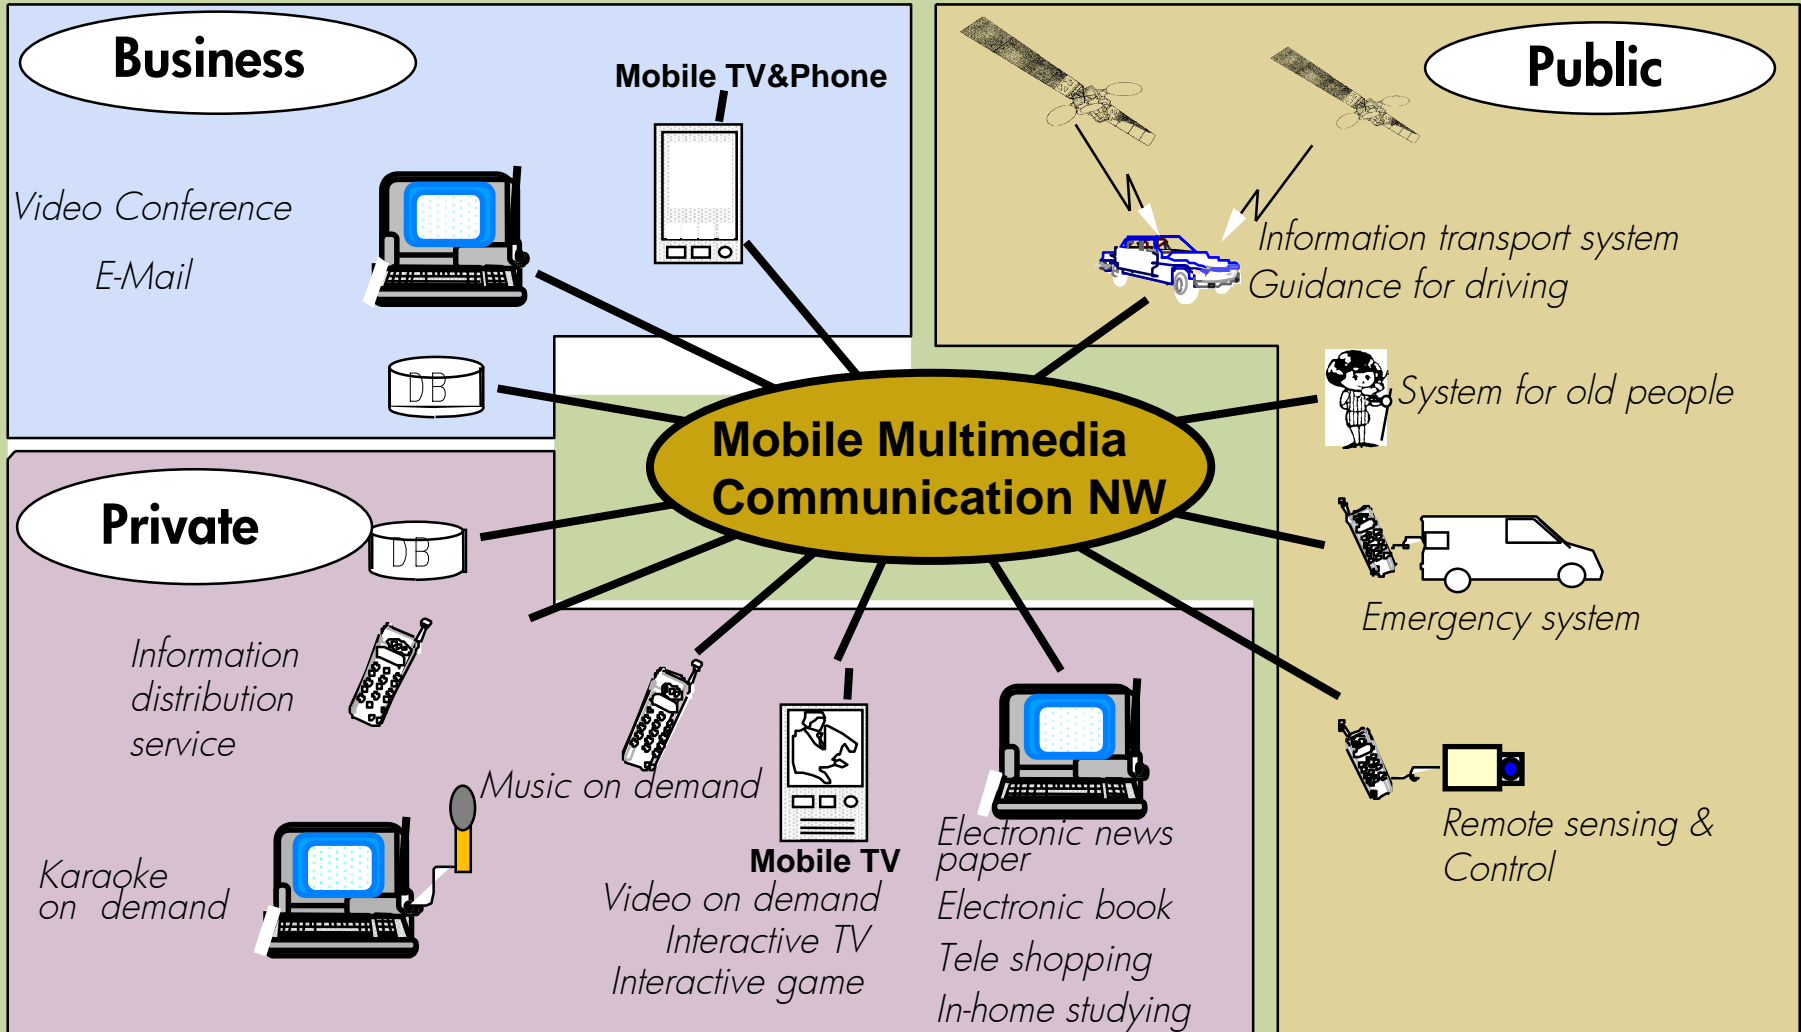 Business
Mobile TV&Phone
Video Conference
E-Mail
DB
Public
Information transport system
Guidance for driving
System for old people
Emergency system
Remote sensing &
Control
Mobile Multimedia
Communication NW
Private
DB
Information
distribution
service
Music on demand
Karaoke
on demand
Mobile TV
Video on demand
Interactive TV
Interactive game
Electronic news
paper
Electronic book
Tele shopping
In-home studying